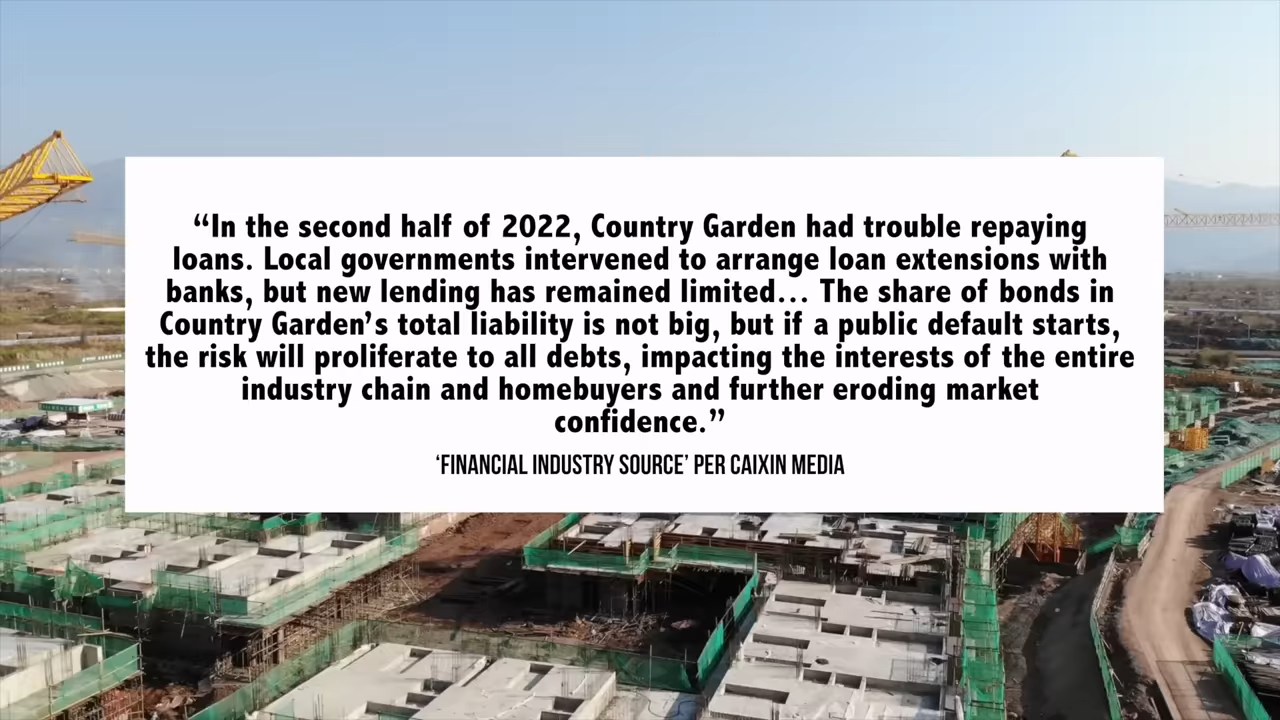 “In the second half of 2022, Country Garden had trouble repaying
loans. Local governments intervened to arrange loan extensions with
banks, but new lending has remained limited... The share of bonds in
Country Garden’s total liability is not big, but if a public default starts,
the risk will proliferate to all debts, impacting the interests of the entire
industry chain and homebuyers and further eroding market
confidence.”
‘FINANCIAL INDUSTRY SOURCE’ PER CAIXIN MEDIA